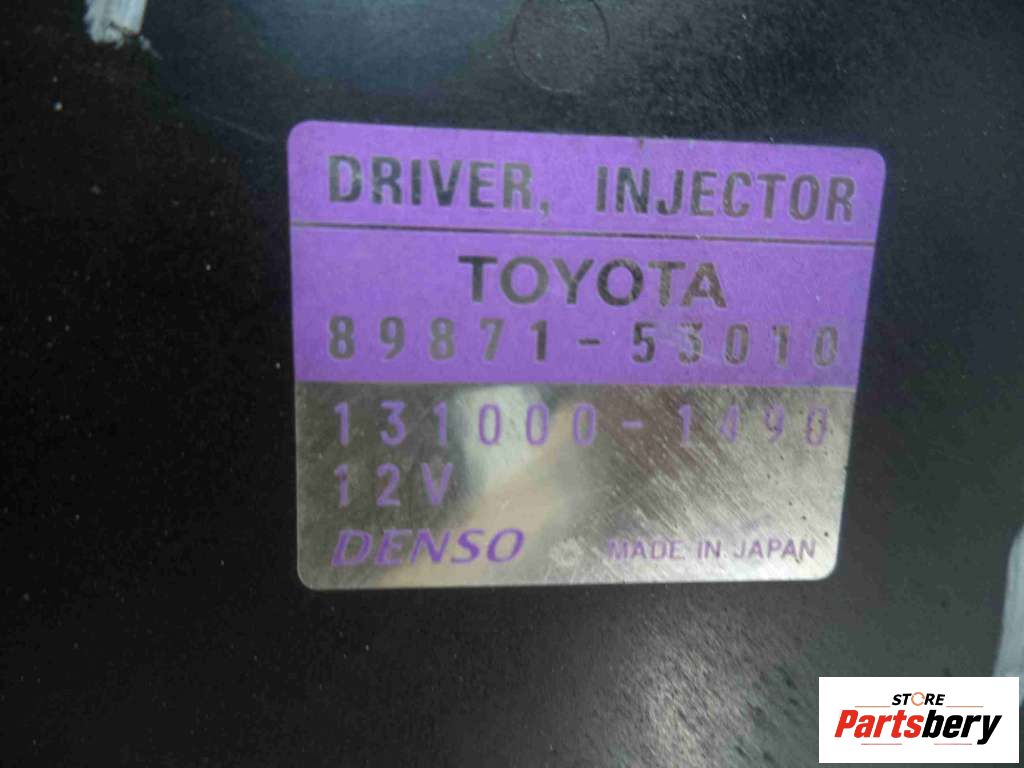 DRIVER, INJECTOR
TOYOTA
89871-53010
131000-1490
12V
DENSO MADE IN JAPAN
STORE
Partsbery